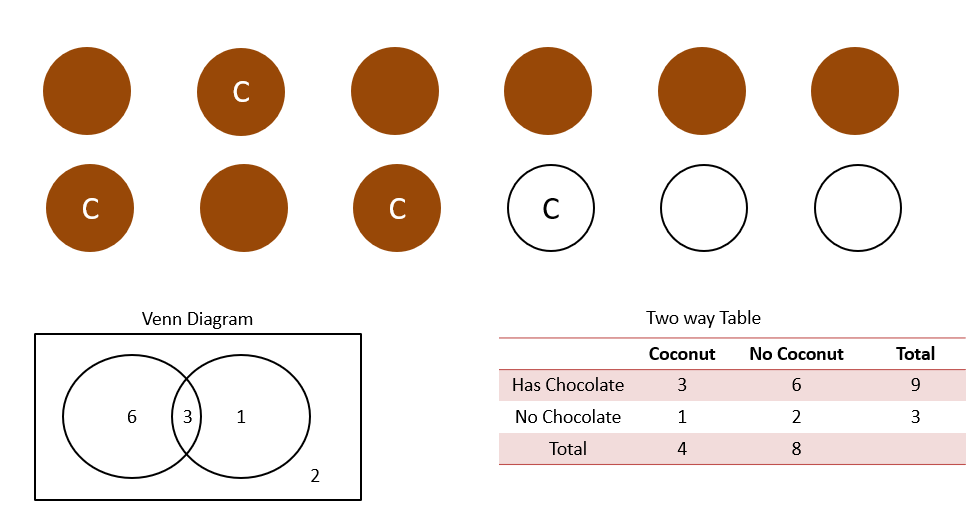 C
C C C
Venn Diagram
6 3 1
2
Two way Table
Coconut No Coconut Total
Has Chocolate 3 6 9
No Chocolate 1 2 3
Total 4 8